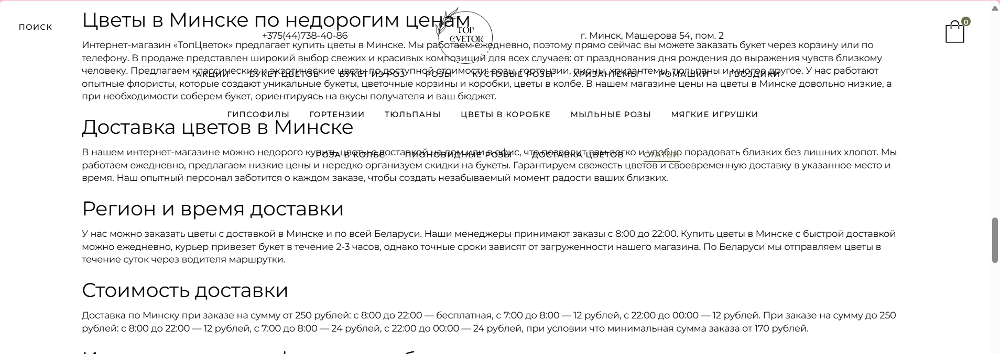 ПОИСК
TOP
CVETOK
0
+375(44)738-40-86
г. Минск, Машерова 54, пом. 2
АКЦИИ БУКЕТ ЦВЕТОВ БУКЕТ ИЗ РОЗ РОЗЫ КУСТОВЫЕ РОЗЫ ХРИЗАНТЕМЫ РОМАШКИ ГВОЗДИКИ
ГИПСОФИЛЫ ГОРТЕНЗИИ ТЮЛЬПАНЫ ЦВЕТЫ В КОРОБКЕ МЫЛЬНЫЕ РОЗЫ МЯГКИЕ ИГРУШКИ
РОЗА В КОЛБЕ ПИОНОВИДНЫЕ РОЗЫ ДОСТАВКА ЦВЕТОВ СТАТЬИ
Цветы в Минске по недорогим ценам
Интернет-магазин «ТопЦветок» предлагает купить цветы в Минске. Мы работаем ежедневно, поэтому прямо сейчас вы можете заказать букет через корзину или по
телефону. В продаже представлен широкий выбор свежих и красивых композиций для всех случаев: от празднования дня рождения до выражения чувств близкому
человеку. Предлагаем классические и экзотические цветы по доступной стоимости: розы, гортензии, пионы, хризантемы, тюльпаны и многое другое. У нас работают
опытные флористы, которые создают уникальные букеты, цветочные корзины и коробки, цветы в колбе. В нашем магазине цены на цветы в Минске довольно низкие, а
при необходимости соберем букет, ориентируясь на вкусы получателя и ваш бюджет.
Доставка цветов в Минске
В нашем интернет-магазине можно недорого купить цветы с доставкой на дом или в офис, что позволит вам легко и удобно порадовать близких без лишних хлопот. Мы
работаем ежедневно, предлагаем низкие цены и нередко организуем скидки на букеты. Гарантируем свежесть цветов и своевременную доставку в указанное место и
время. Наш опытный персонал заботится о каждом заказе, чтобы создать незабываемый момент радости ваших близких.
Регион и время доставки
У нас можно заказать цветы с доставкой в Минске и по всей Беларуси. Наши менеджеры принимают заказы с 8:00 до 22:00. Купить цветы в Минске с быстрой доставкой
можно ежедневно, курьер привезет букет в течение 2-3 часов, однако точные сроки зависят от загруженности нашего магазина. По Беларуси мы отправляем цветы в
течение суток через водителя маршрутки.
Стоимость доставки
Доставка по Минску при заказе на сумму от 250 рублей: с 8:00 до 22:00 — бесплатная, с 7:00 до 8:00 — 12 рублей, с 22:00 до 00:00 — 12 рублей. При заказе на сумму до 250
рублей: с 8:00 до 22:00 — 12 рублей, с 7:00 до 8:00 — 24 рублей, с 22:00 до 00:00 — 24 рублей, при условии что минимальная сумма заказа от 170 рублей.